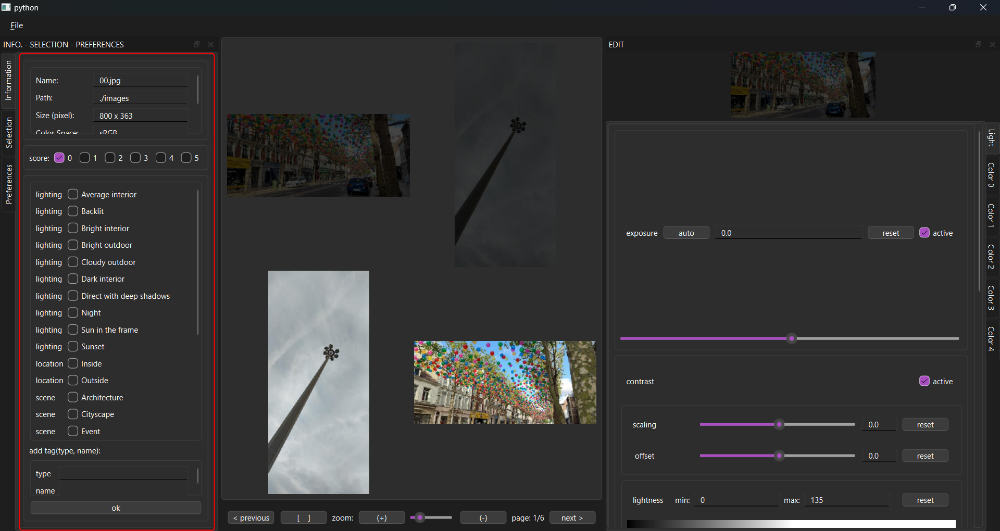 python
File
INFO. - SELECTION - PREFERENCES
Information
Selection
Preferences
Name: 00.jpg
Path: ./images
Size (pixel): 800 x 363
Color Space: sRGB
score: 0 1 2 3 4 5
lighting Average interior
lighting Backlit
lighting Bright interior
lighting Bright outdoor
lighting Cloudy outdoor
lighting Dark interior
lighting Direct with deep shadows
lighting Night
lighting Sun in the frame
lighting Sunset
location Inside
location Outside
scene Architecture
scene Cityscape
scene Event
add tag(type, name):
type
name
ok
< previous [ ] zoom: (+) (-) page: 1/6 next >
EDIT
exposure auto 0.0 reset active
contrast active
scaling 0.0 reset
offset 0.0 reset
lightness min: 0 max: 135 reset
Light
Color 0
Color 1
Color 2
Color 3
Color 4